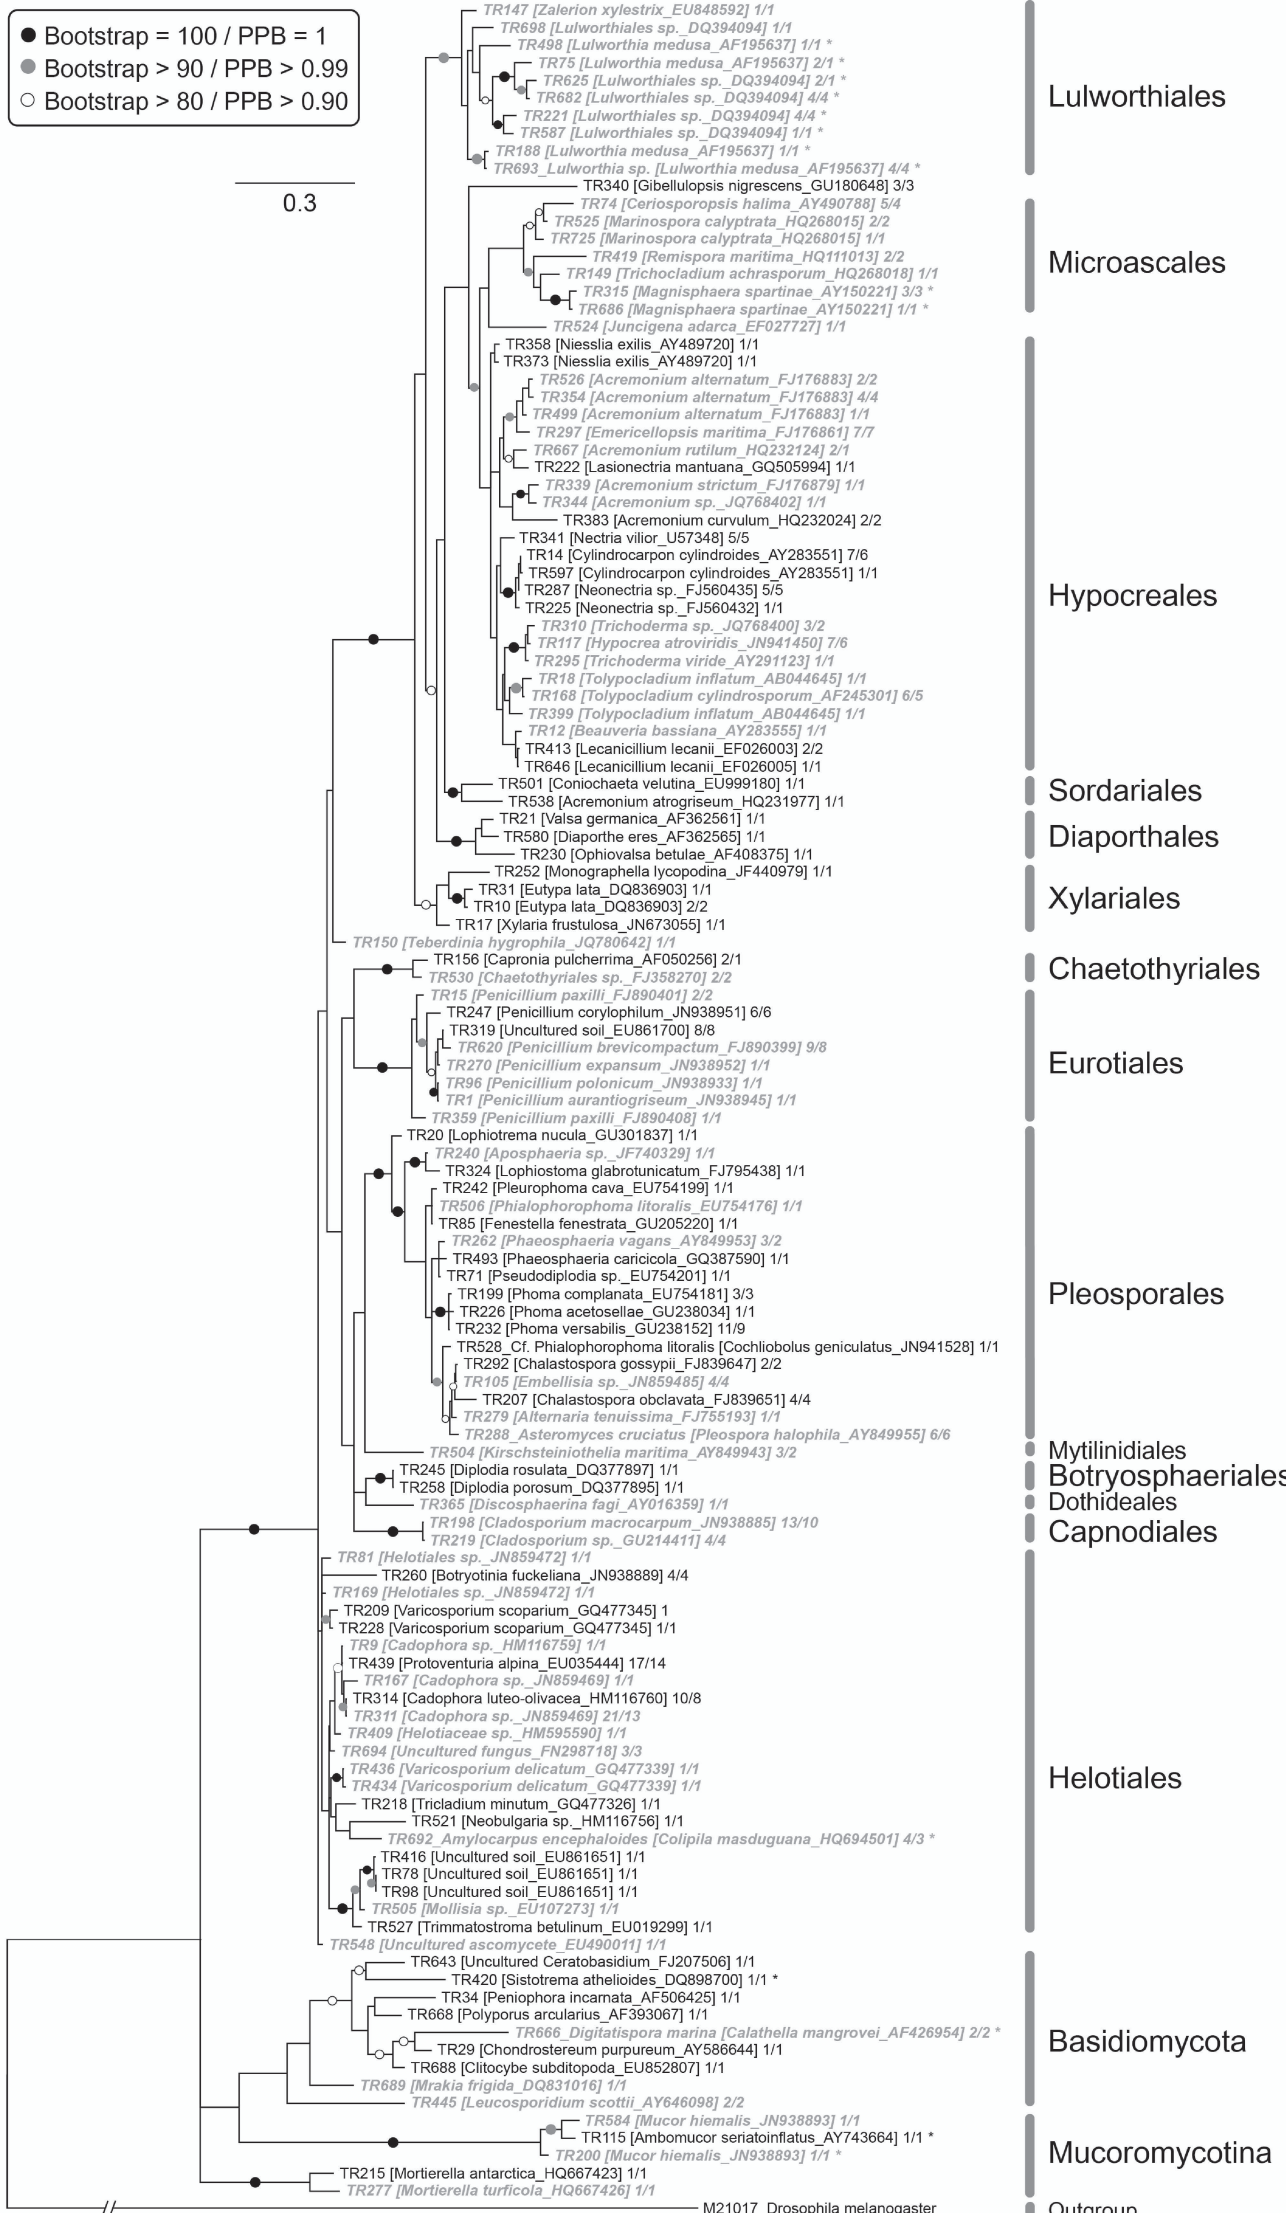 Bootstrap = 100 / PPB = 1
Bootstrap > 90 / PPB > 0.99
Bootstrap > 80 / PPB > 0.90
0.3
TR147 [Zalerion xylestrix_EU848592] 1/1
TR698 [Lulworthiales sp._DQ394094] 1/1
TR498 [Lulworthia medusa_AF195637] 1/1 *
TR75 [Lulworthia medusa_AF195637] 2/1 *
TR625 [Lulworthiales sp._DQ394094] 2/1 *
TR682 [Lulworthiales sp._DQ394094] 4/4 *
TR221 [Lulworthiales sp._DQ394094] 4/4 *
TR587 [Lulworthiales sp._DQ394094] 1/1 *
TR188 [Lulworthia medusa_AF195637] 1/1 *
TR693_Lulworthia sp. [Lulworthia medusa_AF195637] 4/4 *
Lulworthiales
TR340 [Gibellulopsis nigrescens_GU180648] 3/3
TR74 [Ceriosporopsis halima_AY490788] 5/4
TR525 [Marinospora calyptrata_HQ268015] 2/2
TR725 [Marinospora calyptrata_HQ268015] 1/1
TR419 [Remispora maritima_HQ111013] 2/2
TR149 [Trichocladium achrasporum_HQ268018] 1/1
TR315 [Magnisphaera spartinae_AY150221] 3/3 *
TR686 [Magnisphaera spartinae_AY150221] 1/1 *
TR524 [Juncigena adarca_EF027727] 1/1
Microascales
TR358 [Niesslia exilis_AY489720] 1/1
TR373 [Niesslia exilis_AY489720] 1/1
TR526 [Acremonium alternatum_FJ176883] 2/2
TR354 [Acremonium alternatum_FJ176883] 4/4
TR499 [Acremonium alternatum_FJ176883] 1/1
TR297 [Emericellopsis maritima_FJ176861] 7/7
TR667 [Acremonium rutilum_HQ232124] 2/1
TR222 [Lasionectria mantuana_GQ505994] 1/1
TR339 [Acremonium strictum_FJ176879] 1/1
TR344 [Acremonium sp._JQ768402] 1/1
TR383 [Acremonium curvulum_HQ232024] 2/2
TR341 [Nectria vilior_U57348] 5/5
TR14 [Cylindrocarpon cylindroides_AY283551] 7/6
TR597 [Cylindrocarpon cylindroides_AY283551] 1/1
TR287 [Neonectria sp._FJ560435] 5/5
TR225 [Neonectria sp._FJ560432] 1/1
TR310 [Trichoderma sp._JQ768400] 3/2
TR117 [Hypocrea atroviridis_JN941450] 7/6
TR295 [Trichoderma viride_AY291123] 1/1
TR18 [Tolypocladium inflatum_AB044645] 1/1
TR168 [Tolypocladium cylindrosporum_AF245301] 6/5
TR399 [Tolypocladium inflatum_AB044645] 1/1
TR12 [Beauveria bassiana_AY283555] 1/1
TR413 [Lecanicillium lecanii_EF026003] 2/2
TR646 [Lecanicillium lecanii_EF026005] 1/1
Hypocreales
TR501 [Coniochaeta velutina_EU999180] 1/1
TR538 [Acremonium atrogriseum_HQ231977] 1/1
Sordariales
TR21 [Valsa germanica_AF362561] 1/1
TR580 [Diaporthe eres_AF362565] 1/1
TR230 [Ophiovalsa betulae_AF408375] 1/1
Diaporthales
TR252 [Monographella lycopodina_JF440979] 1/1
TR31 [Eutypa lata_DQ836903] 1/1
TR10 [Eutypa lata_DQ836903] 2/2
TR17 [Xylaria frustulosa_JN673055] 1/1
Xylariales
TR150 [Teberdinia hygrophila_JQ780642] 1/1
TR156 [Capronia pulcherrima_AF050256] 2/1
TR530 [Chaetothyriales sp._FJ358270] 2/2
Chaetothyriales
TR15 [Penicillium paxilli_FJ890401] 2/2
TR247 [Penicillium corylophilum_JN938951] 6/6
TR319 [Uncultured soil_EU861700] 8/8
TR620 [Penicillium brevicompactum_FJ890399] 9/8
TR270 [Penicillium expansum_JN938952] 1/1
TR96 [Penicillium polonicum_JN938933] 1/1
TR1 [Penicillium aurantiogriseum_JN938945] 1/1
TR359 [Penicillium paxilli_FJ890408] 1/1
Eurotiales
TR20 [Lophiotrema nucula_GU301837] 1/1
TR240 [Aposphaeria sp._JF740329] 1/1
TR324 [Lophiostoma glabrotunicatum_FJ795438] 1/1
TR242 [Pleurophoma cava_EU754199] 1/1
TR506 [Phialophorophoma litoralis_EU754176] 1/1
TR85 [Fenestella fenestrata_GU205220] 1/1
TR262 [Phaeosphaeria vagans_AY849953] 3/2
TR493 [Phaeosphaeria caricicola_GQ387590] 1/1
TR71 [Pseudodiplodia sp._EU754201] 1/1
TR199 [Phoma complanata_EU754181] 3/3
TR226 [Phoma acetosellae_GU238034] 1/1
TR232 [Phoma versabilis_GU238152] 11/9
TR528_Cf. Phialophorophoma litoralis [Cochliobolus geniculatus_JN941528] 1/1
TR292 [Chalastospora gossypii_FJ839647] 2/2
TR105 [Embellisia sp._JN859485] 4/4
TR207 [Chalastospora obclavata_FJ839651] 4/4
TR279 [Alternaria tenuissima_FJ755193] 1/1
TR288_Asteromyces cruciatus [Pleospora halophila_AY849955] 6/6
Pleosporales
TR504 [Kirschsteiniothelia maritima_AY849943] 3/2
Mytilinidiales
TR245 [Diplodia rosulata_DQ377897] 1/1
TR258 [Diplodia porosum_DQ377895] 1/1
Botryosphaeriales
TR365 [Discosphaerina fagi_AY016359] 1/1
Dothideales
TR198 [Cladosporium macrocarpum_JN938885] 13/10
TR219 [Cladosporium sp._GU214411] 4/4
Capnodiales
TR81 [Helotiales sp._JN859472] 1/1
TR260 [Botryotinia fuckeliana_JN938889] 4/4
TR169 [Helotiales sp._JN859472] 1/1
TR209 [Varicosporium scoparium_GQ477345] 1
TR228 [Varicosporium scoparium_GQ477345] 1/1
TR9 [Cadophora sp._HM116759] 1/1
TR439 [Protoventuria alpina_EU035444] 17/14
TR167 [Cadophora sp._JN859469] 1/1
TR314 [Cadophora luteo-olivacea_HM116760] 10/8
TR311 [Cadophora sp._JN859469] 21/13
TR409 [Helotiaceae sp._HM595590] 1/1
TR694 [Uncultured fungus_FN298718] 3/3
TR436 [Varicosporium delicatum_GQ477339] 1/1
TR434 [Varicosporium delicatum_GQ477339] 1/1
TR218 [Tricladium minutum_GQ477326] 1/1
TR521 [Neobulgaria sp._HM116756] 1/1
TR692_Amylocarpus encephaloides [Colipila masduguana_HQ694501] 4/3 *
TR416 [Uncultured soil_EU861651] 1/1
TR78 [Uncultured soil_EU861651] 1/1
TR98 [Uncultured soil_EU861651] 1/1
TR505 [Mollisia sp._EU107273] 1/1
TR527 [Trimmatostroma betulinum_EU019299] 1/1
Helotiales
TR548 [Uncultured ascomycete_EU490011] 1/1
TR643 [Uncultured Ceratobasidium_FJ207506] 1/1
TR420 [Sistotrema athelioides_DQ898700] 1/1 *
TR34 [Peniophora incarnata_AF506425] 1/1
TR668 [Polyporus arcularius_AF393067] 1/1
TR666_Digitatispora marina [Calathella mangrovei_AF426954] 2/2 *
TR29 [Chondrostereum purpureum_AY586644] 1/1
TR688 [Clitocybe subditopoda_EU852807] 1/1
TR689 [Mrakia frigida_DQ831016] 1/1
TR445 [Leucosporidium scottii_AY646098] 2/2
Basidiomycota
TR584 [Mucor hiemalis_JN938893] 1/1
TR115 [Ambomucor seriatoinflatus_AY743664] 1/1 *
TR200 [Mucor hiemalis_JN938893] 1/1 *
TR215 [Mortierella antarctica_HQ667423] 1/1
TR277 [Mortierella turficola_HQ667426] 1/1
Mucoromycotina
M21017_Drosophila melanogaster
Outgroup